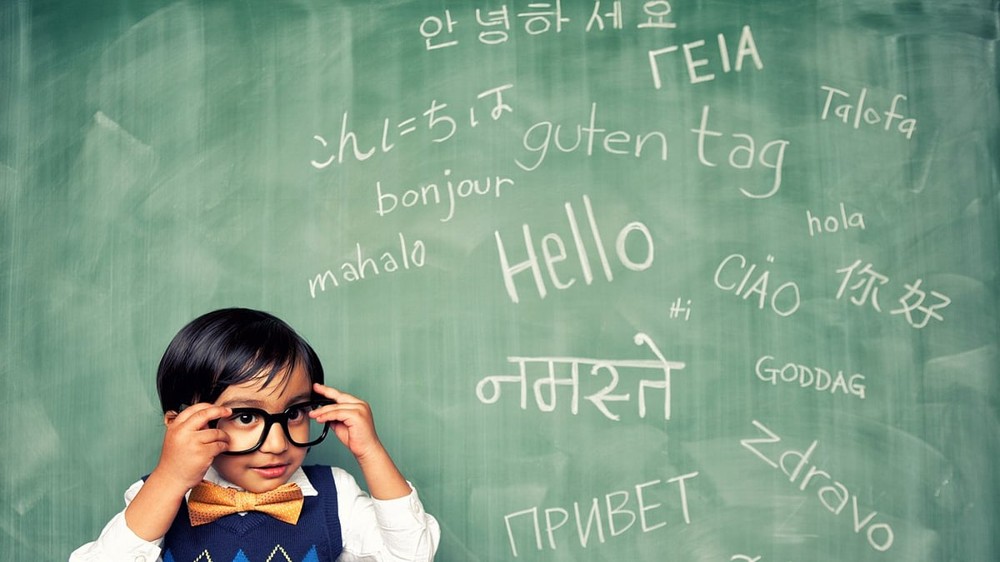 안녕하세요
ΓΕΙΑ
Talofa
こんにちは
guten tag
bonjour
hola
Hello
mahalo
CIÄO
你好
Hi
नमस्ते
GODDAG
Zdravo
ПРИВЕТ